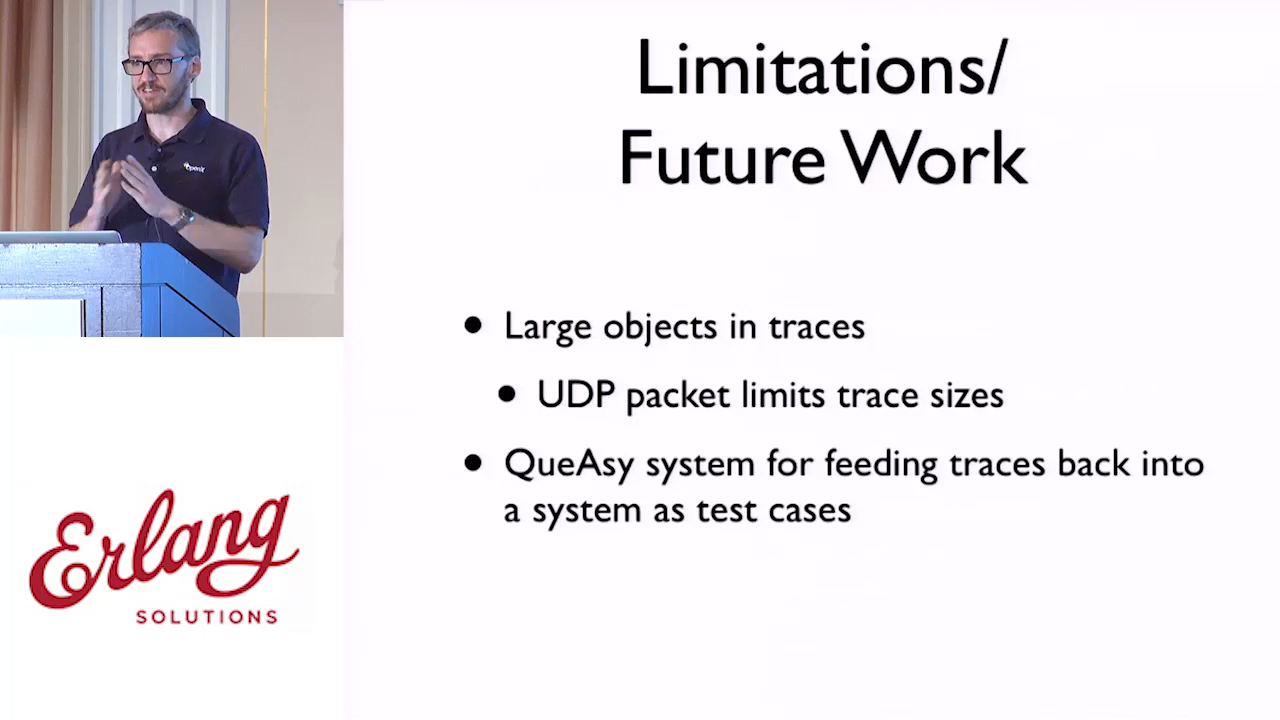 Limitations/
Future Work
• Large objects in traces
• UDP packet limits trace sizes
• QueAsy system for feeding traces back into
a system as test cases
OpenX
Erlang
SOLUTIONS